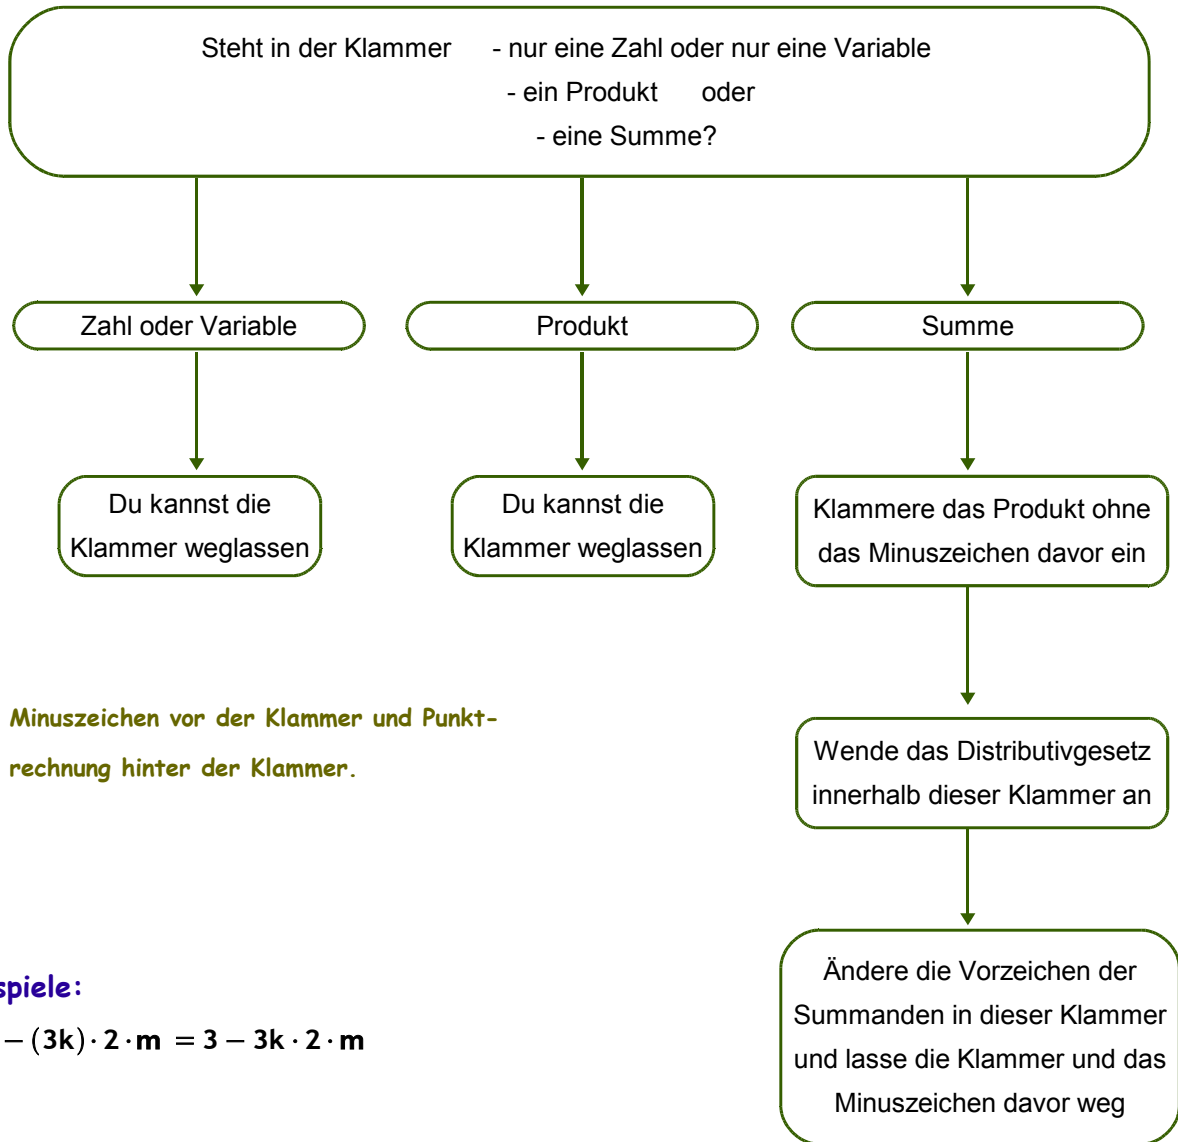 Steht in der Klammer - nur eine Zahl oder nur eine Variable
- ein Produkt oder
- eine Summe?
Zahl oder Variable
Produkt
Summe
Du kannst die
Klammer weglassen
Du kannst die
Klammer weglassen
Klammere das Produkt ohne
das Minuszeichen davor ein
Minuszeichen vor der Klammer und Punkt-
rechnung hinter der Klammer.
Wende das Distributivgesetz
innerhalb dieser Klammer an
spiele:
− (3k) · 2 · m = 3 − 3k · 2 · m
Ändere die Vorzeichen der
Summanden in dieser Klammer
und lasse die Klammer und das
Minuszeichen davor weg